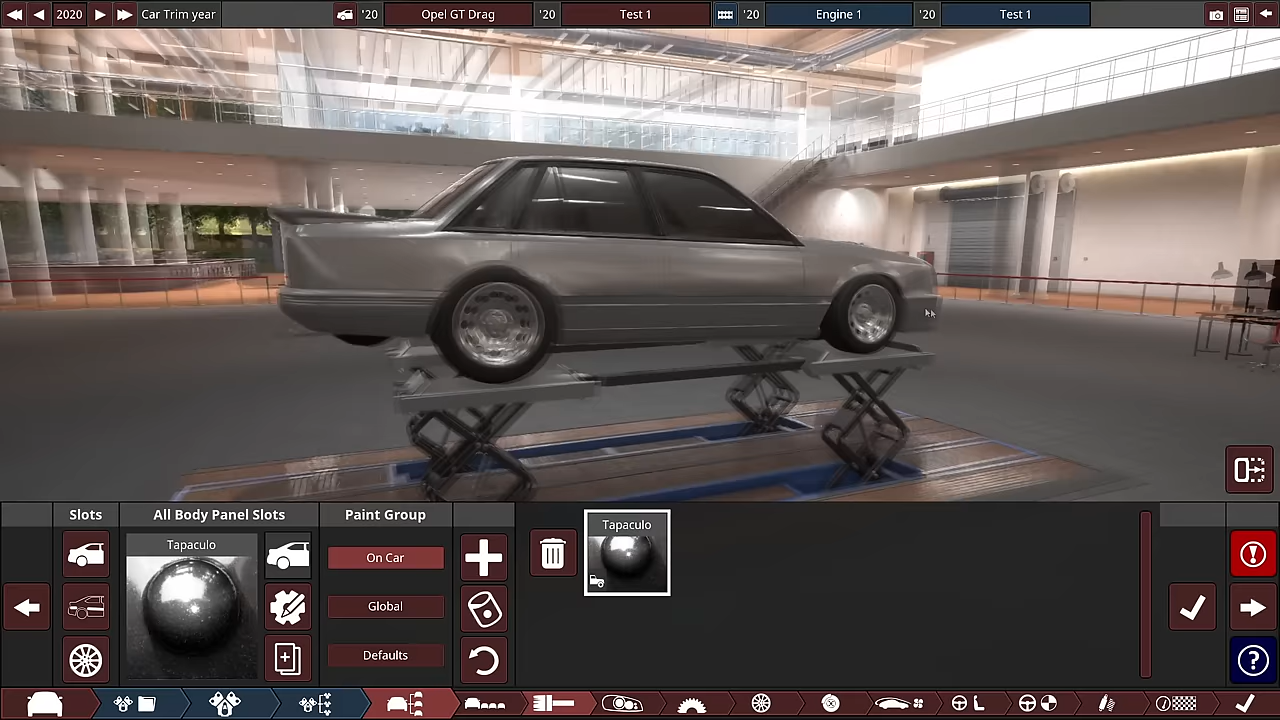 2020 Car Trim year '20 Opel GT Drag '20 Test 1 '20 Engine 1 '20 Test 1
Slots All Body Panel Slots Paint Group
Tapaculo
On Car
Global
Defaults
Tapaculo